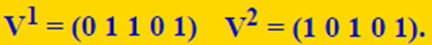 V¹ = (0 1 1 0 1) V² = (1 0 1 0 1).